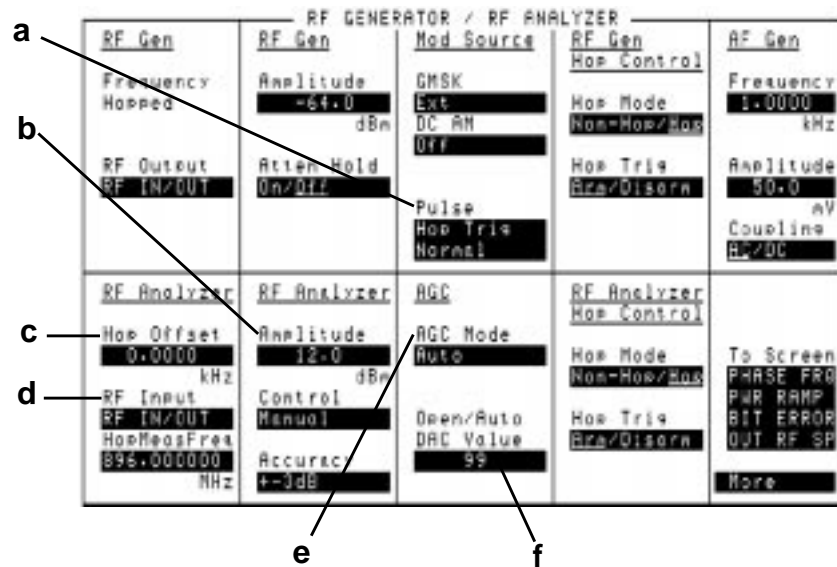 RF GENERATOR / RF ANALYZER
a
b
c
d
e
f
RF Gen
Frequency
Hopped
RF Output
RF IN/OUT
RF Gen
Amplitude
-64.0
dBm
Atten Hold
On/Off
Mod Source
GMSK
Ext
DC AM
Off
Pulse
Hop Trig
Normal
RF Gen
Hop Control
Hop Mode
Non-Hop/Hop
Hop Trig
Arm/Disarm
AF Gen
Frequency
1.0000
kHz
Amplitude
50.0
mV
Coupling
AC/DC
RF Analyzer
Hop Offset
0.0000
kHz
RF Input
RF IN/OUT
HopMeasFreq
896.000000
MHz
RF Analyzer
Amplitude
12.0
dBm
Control
Manual
Accuracy
+-3dB
AGC
AGC Mode
Auto
Open/Auto
DAC Value
99
RF Analyzer
Hop Control
Hop Mode
Non-Hop/Hop
Hop Trig
Arm/Disarm
To Screen
PHASE FRQ
PWR RAMP
BIT ERROR
OUT RF SP
More